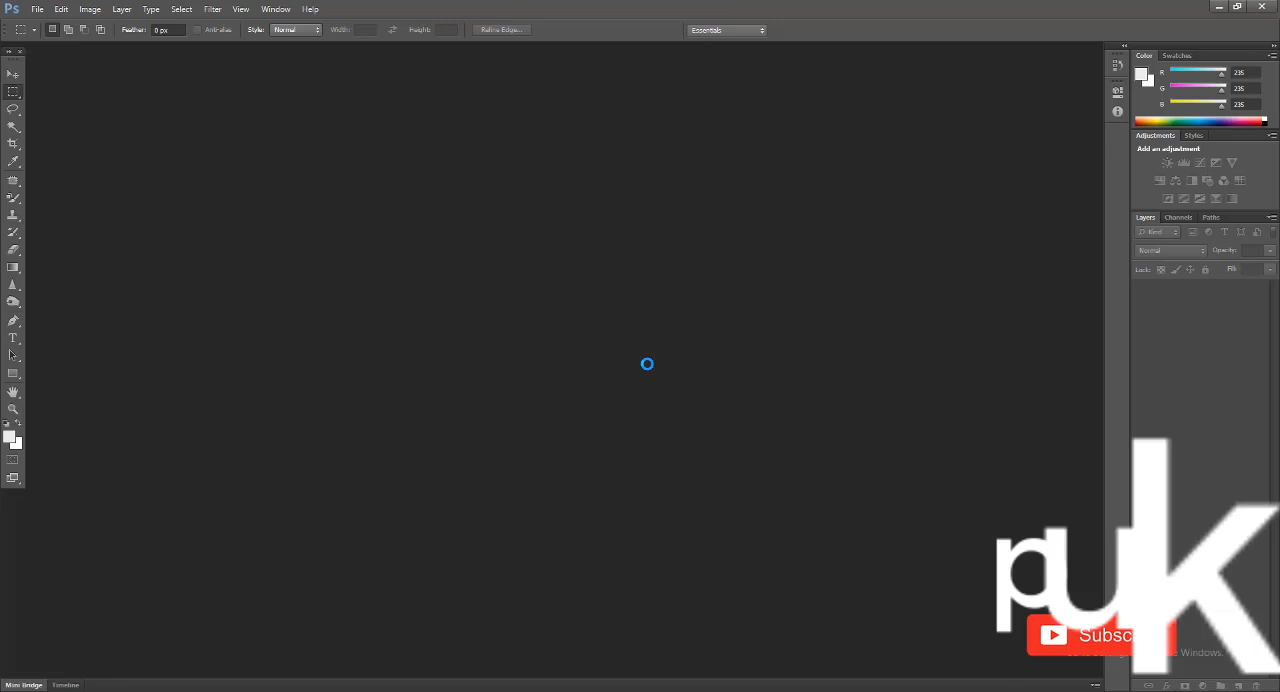 Ps File Edit Image Layer Type Select Filter View Window Help
Feather: 0 px Anti-alias Style: Normal Width: Height: Refine Edge... Essentials
Color Swatches
R 235
G 235
B 235
Adjustments Styles
Add an adjustment
Layers Channels Paths
Kind
Normal Opacity:
Lock: Fill:
puk
Subsc
Windows.
Mini Bridge Timeline